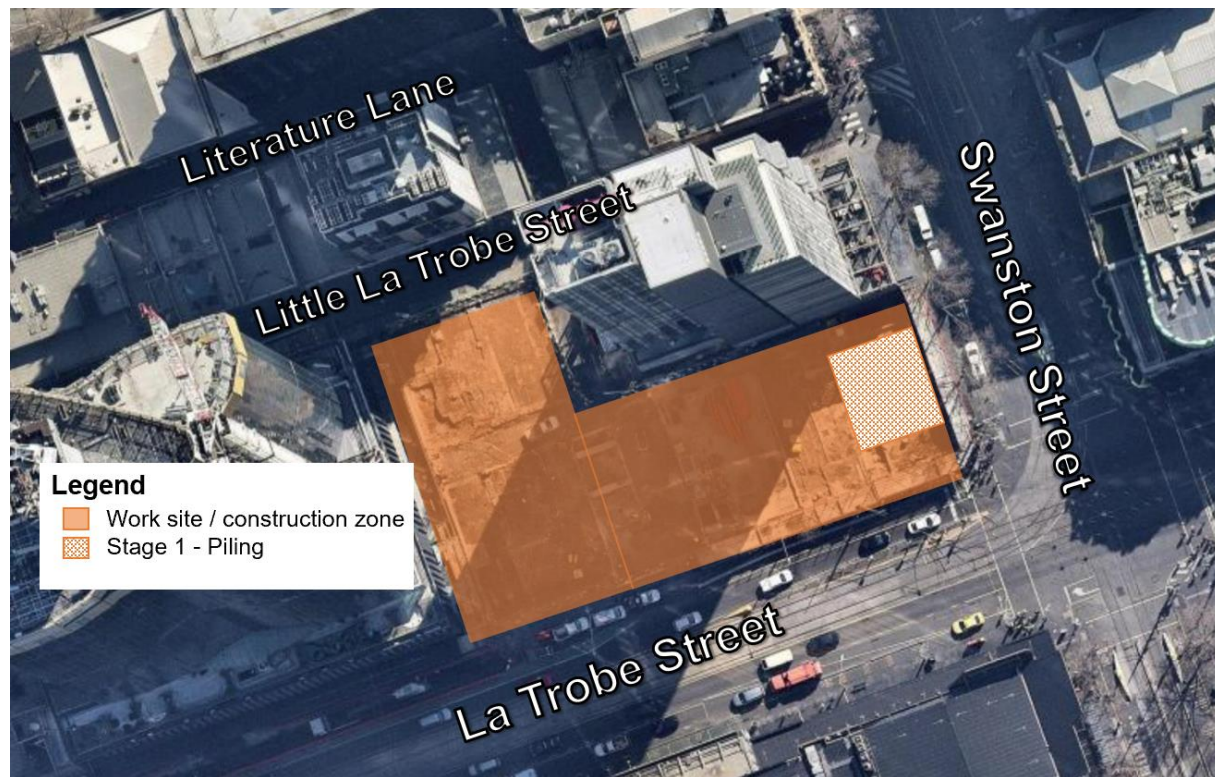 Literature Lane
Little La Trobe Street
Swanston Street
Legend
Work site / construction zone
Stage 1 - Piling
La Trobe Street